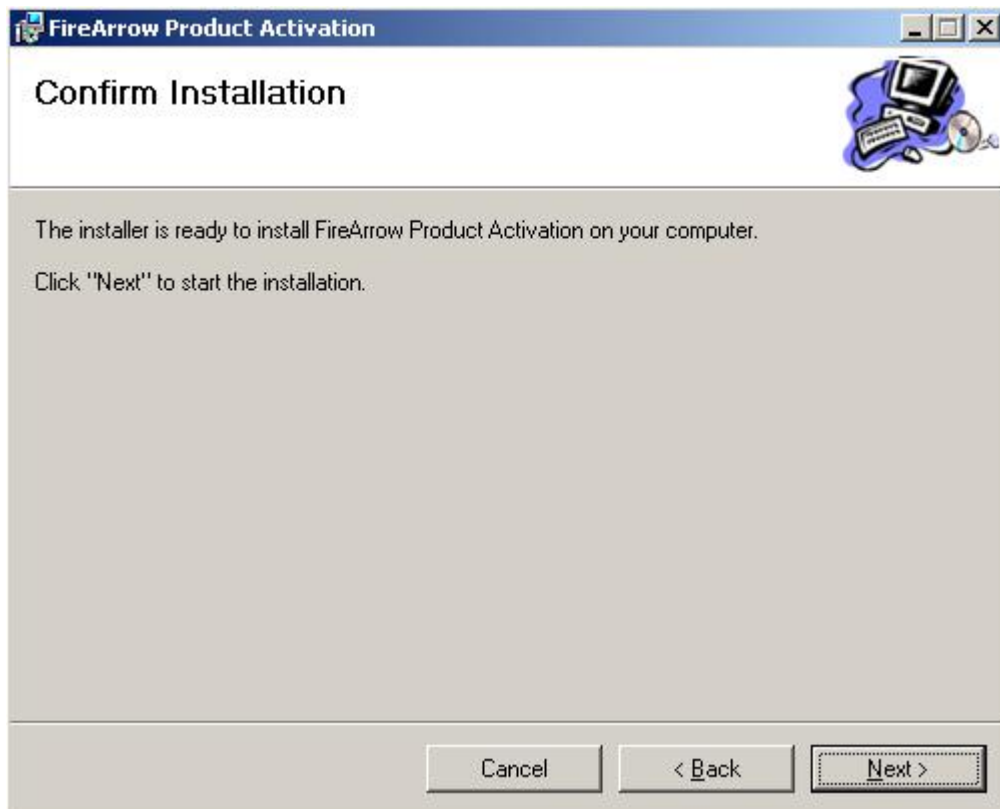 FireArrow Product Activation
Confirm Installation
The installer is ready to install FireArrow Product Activation on your computer.
Click "Next" to start the installation.
Cancel
< Back
Next >